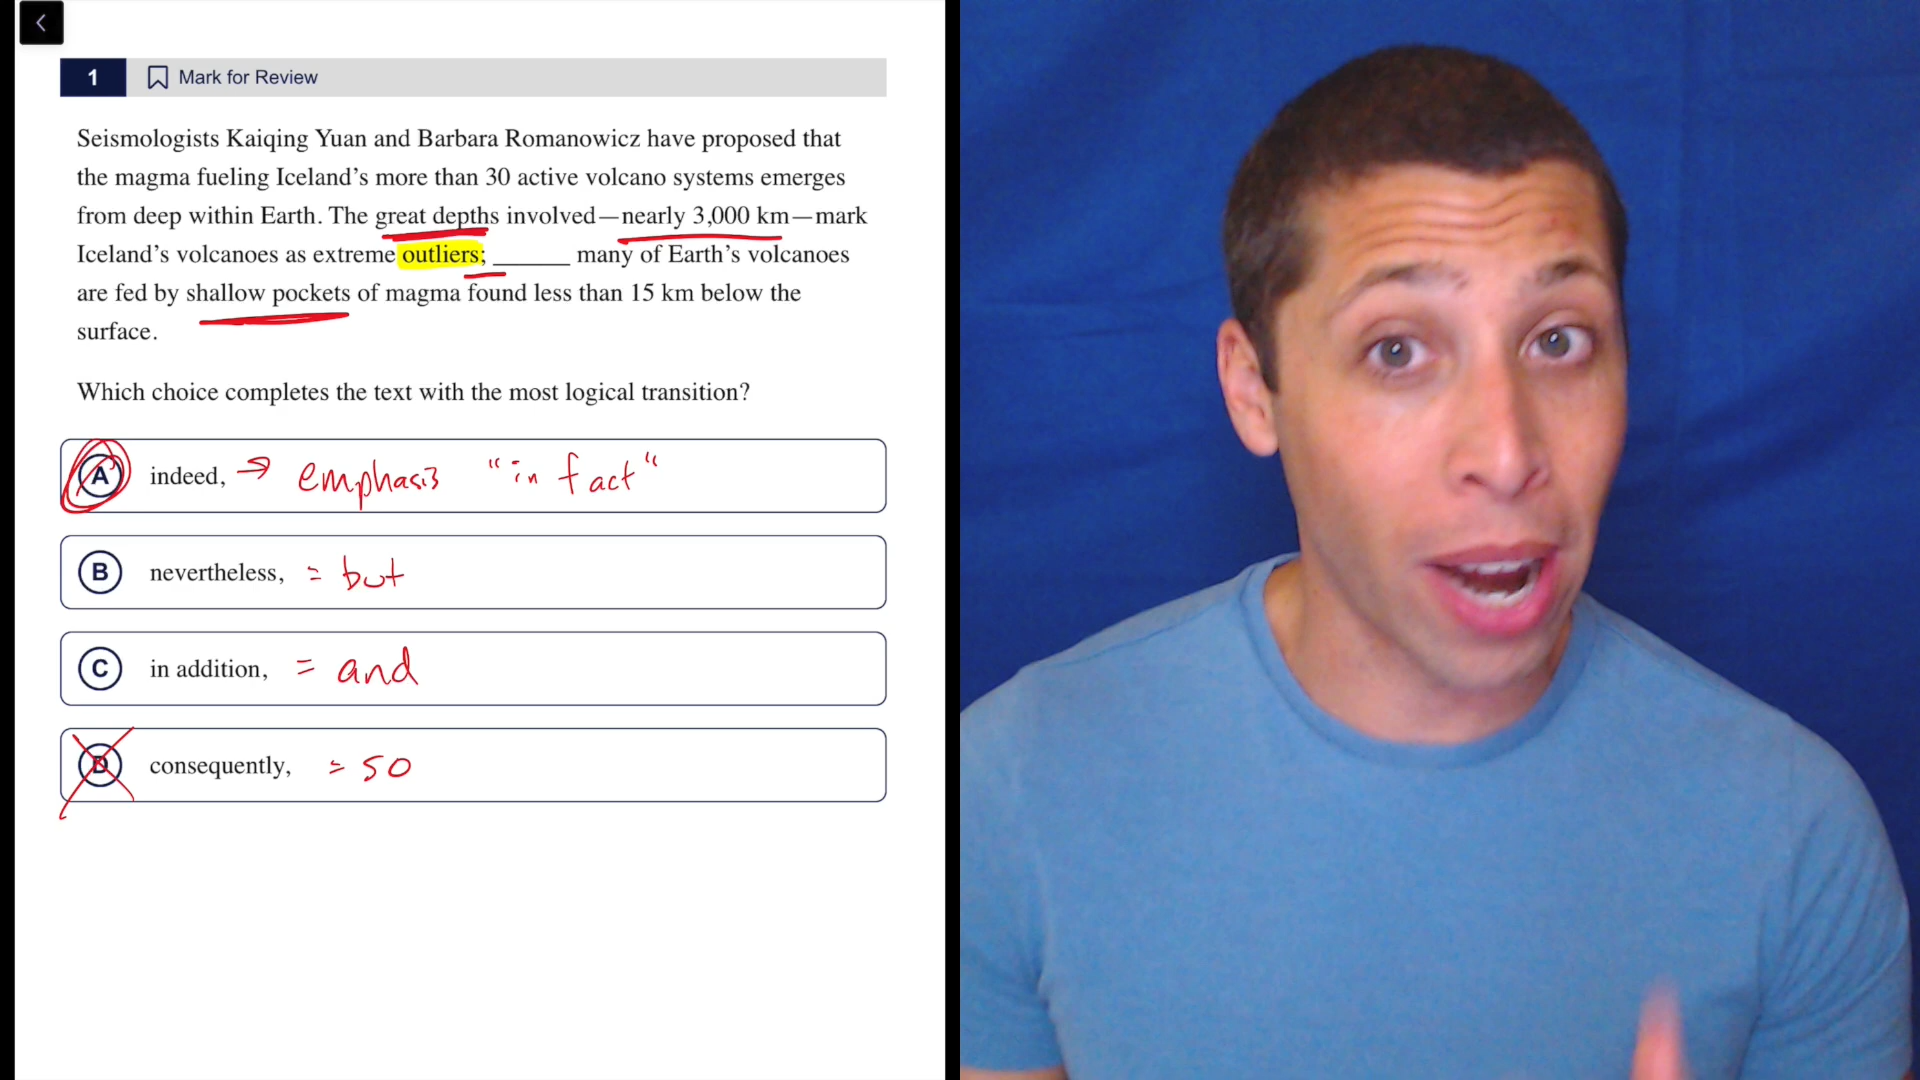 1 Mark for Review
Seismologists Kaiqing Yuan and Barbara Romanowicz have proposed that
the magma fueling Iceland's more than 30 active volcano systems emerges
from deep within Earth. The great depths involved—nearly 3,000 km—mark
Iceland's volcanoes as extreme outliers; ______ many of Earth's volcanoes
are fed by shallow pockets of magma found less than 15 km below the
surface.
Which choice completes the text with the most logical transition?
A indeed, → emphasis "in fact"
B nevertheless, = but
C in addition, = and
D consequently, = so